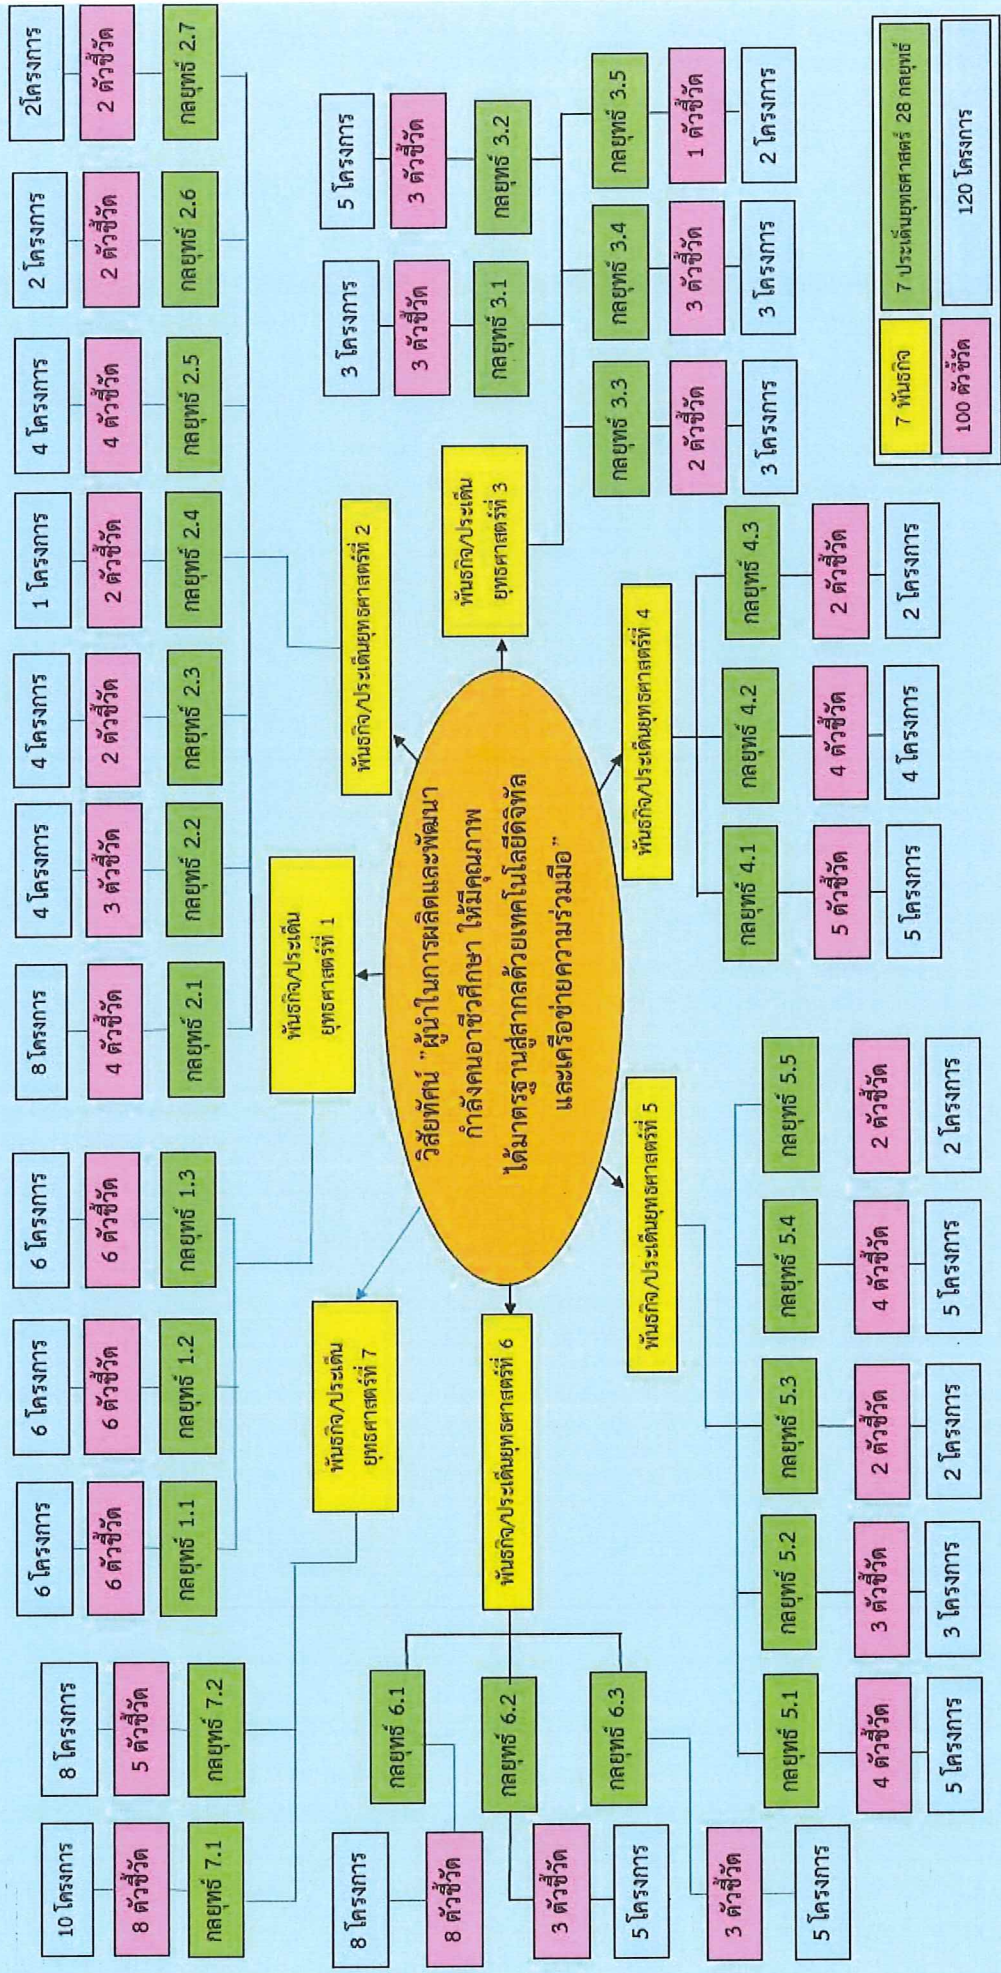 10 โครงการ
8 ตัวชี้วัด
กลยุทธ์ 7.1
8 โครงการ
5 ตัวชี้วัด
กลยุทธ์ 7.2
6 โครงการ
6 ตัวชี้วัด
กลยุทธ์ 1.1
6 โครงการ
6 ตัวชี้วัด
กลยุทธ์ 1.2
6 โครงการ
6 ตัวชี้วัด
กลยุทธ์ 1.3
8 โครงการ
4 ตัวชี้วัด
กลยุทธ์ 2.1
4 โครงการ
3 ตัวชี้วัด
กลยุทธ์ 2.2
4 โครงการ
2 ตัวชี้วัด
กลยุทธ์ 2.3
1 โครงการ
2 ตัวชี้วัด
กลยุทธ์ 2.4
4 โครงการ
4 ตัวชี้วัด
กลยุทธ์ 2.5
2 โครงการ
2 ตัวชี้วัด
กลยุทธ์ 2.6
2โครงการ
2 ตัวชี้วัด
กลยุทธ์ 2.7
พันธกิจ/ประเด็น
ยุทธศาสตร์ที่ 7
พันธกิจ/ประเด็น
ยุทธศาสตร์ที่ 1
พันธกิจ/ประเด็นยุทธศาสตร์ที่ 2
พันธกิจ/ประเด็น
ยุทธศาสตร์ที่ 3
3 โครงการ
3 ตัวชี้วัด
กลยุทธ์ 3.1
5 โครงการ
3 ตัวชี้วัด
กลยุทธ์ 3.2
กลยุทธ์ 3.3
2 ตัวชี้วัด
3 โครงการ
กลยุทธ์ 3.4
3 ตัวชี้วัด
3 โครงการ
กลยุทธ์ 3.5
1 ตัวชี้วัด
2 โครงการ
วิสัยทัศน์ "ผู้นำในการผลิตและพัฒนา
กำลังคนอาชีวศึกษา ให้มีคุณภาพ
ได้มาตรฐานสู่สากลด้วยเทคโนโลยีดิจิทัล
และเครือข่ายความร่วมมือ"
พันธกิจ/ประเด็นยุทธศาสตร์ที่ 6
กลยุทธ์ 6.1
8 ตัวชี้วัด
8 โครงการ
กลยุทธ์ 6.2
3 ตัวชี้วัด
5 โครงการ
กลยุทธ์ 6.3
3 ตัวชี้วัด
5 โครงการ
พันธกิจ/ประเด็นยุทธศาสตร์ที่ 5
กลยุทธ์ 5.1
4 ตัวชี้วัด
5 โครงการ
กลยุทธ์ 5.2
3 ตัวชี้วัด
3 โครงการ
กลยุทธ์ 5.3
2 ตัวชี้วัด
2 โครงการ
กลยุทธ์ 5.4
4 ตัวชี้วัด
5 โครงการ
กลยุทธ์ 5.5
2 ตัวชี้วัด
2 โครงการ
พันธกิจ/ประเด็นยุทธศาสตร์ที่ 4
กลยุทธ์ 4.1
5 ตัวชี้วัด
5 โครงการ
กลยุทธ์ 4.2
4 ตัวชี้วัด
4 โครงการ
กลยุทธ์ 4.3
2 ตัวชี้วัด
2 โครงการ
7 พันธกิจ
7 ประเด็นยุทธศาสตร์ 28 กลยุทธ์
100 ตัวชี้วัด
120 โครงการ